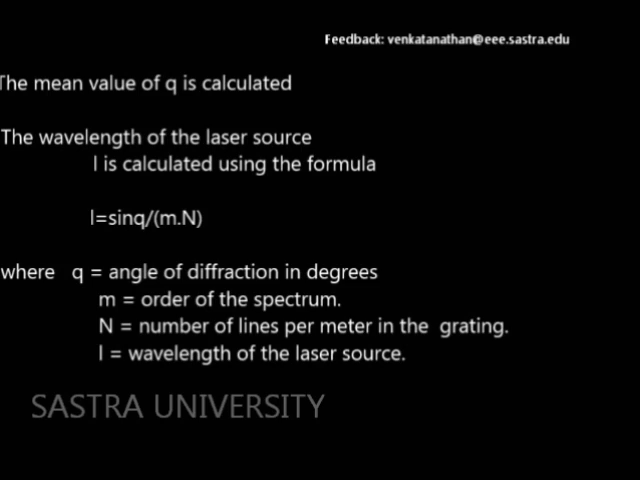 Feedback: venkatanathan@eee.sastra.edu
The mean value of q is calculated
The wavelength of the laser source
l is calculated using the formula
l=sinq/(m.N)
where q = angle of diffraction in degrees
m = order of the spectrum.
N = number of lines per meter in the grating.
l = wavelength of the laser source.
SASTRA UNIVERSITY